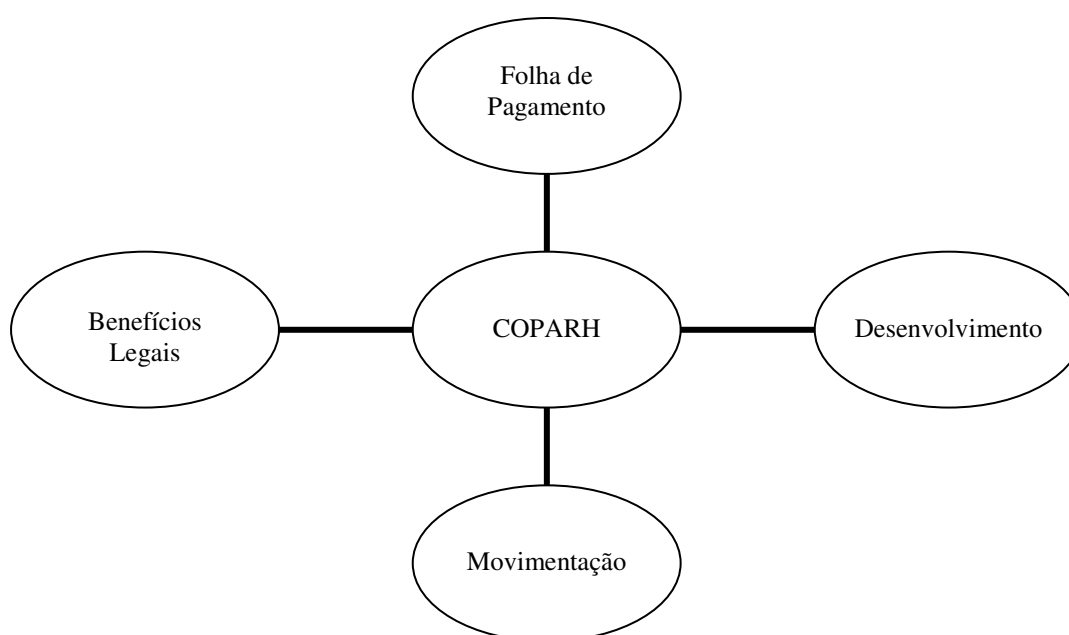 Folha de
Pagamento
Benefícios
Legais
COPARH
Desenvolvimento
Movimentação